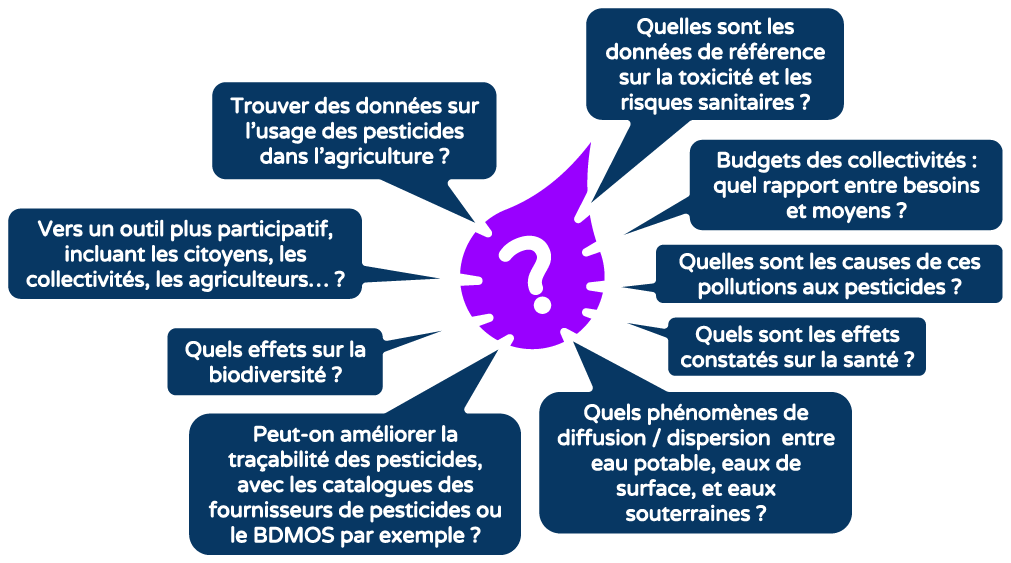 Quelles sont les
données de référence
sur la toxicité et les
risques sanitaires ?
Trouver des données sur
l’usage des pesticides
dans l’agriculture ?
Budgets des collectivités :
quel rapport entre besoins
et moyens ?
Vers un outil plus participatif,
incluant les citoyens, les
collectivités, les agriculteurs… ?
Quelles sont les causes de ces
pollutions aux pesticides ?
?
Quels sont les effets
constatés sur la santé ?
Quels effets sur la
biodiversité ?
Quels phénomènes de
diffusion / dispersion entre
eau potable, eaux de
surface, et eaux
souterraines ?
Peut-on améliorer la
traçabilité des pesticides,
avec les catalogues des
fournisseurs de pesticides ou
le BDMOS par exemple ?